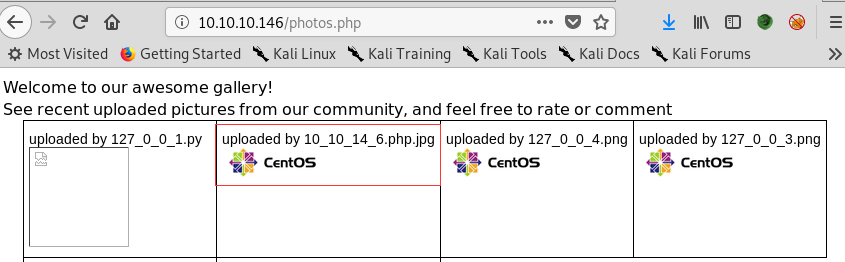 10.10.10.146/photos.php
Most Visited Getting Started Kali Linux Kali Training Kali Tools Kali Docs Kali Forums
Welcome to our awesome gallery!
See recent uploaded pictures from our community, and feel free to rate or comment
uploaded by 127_0_0_1.py uploaded by 10_10_14_6.php.jpg uploaded by 127_0_0_4.png uploaded by 127_0_0_3.png
CentOS CentOS CentOS